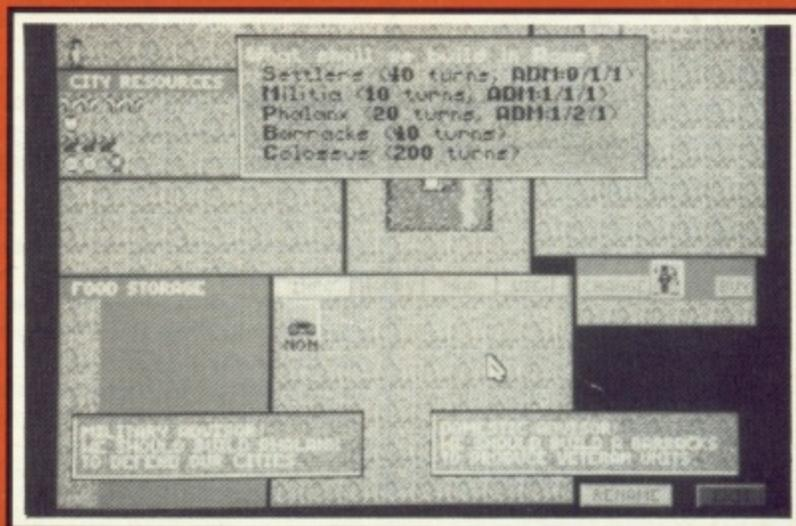 What shall we build in Rome?
Settlers (40 turns, ADM:0/1/1)
Militia (10 turns, ADM:1/1/1)
Phalanx (20 turns, ADM:1/2/1)
Barracks (40 turns)
Colossus (200 turns)
CITY RESOURCES
BUY
FOOD STORAGE
NON
MILITARY ADVISOR:
WE SHOULD BUILD PHALANX
TO DEFEND OUR CITIES.
DOMESTIC ADVISOR:
WE SHOULD BUILD A BARRACKS
TO PRODUCE VETERAN UNITS.
RENAME
EXIT